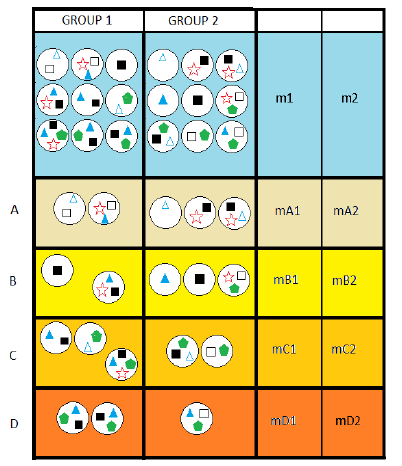 GROUP 1 GROUP 2
m1 m2
A mA1 mA2
B mB1 mB2
C mC1 mC2
D mD1 mD2